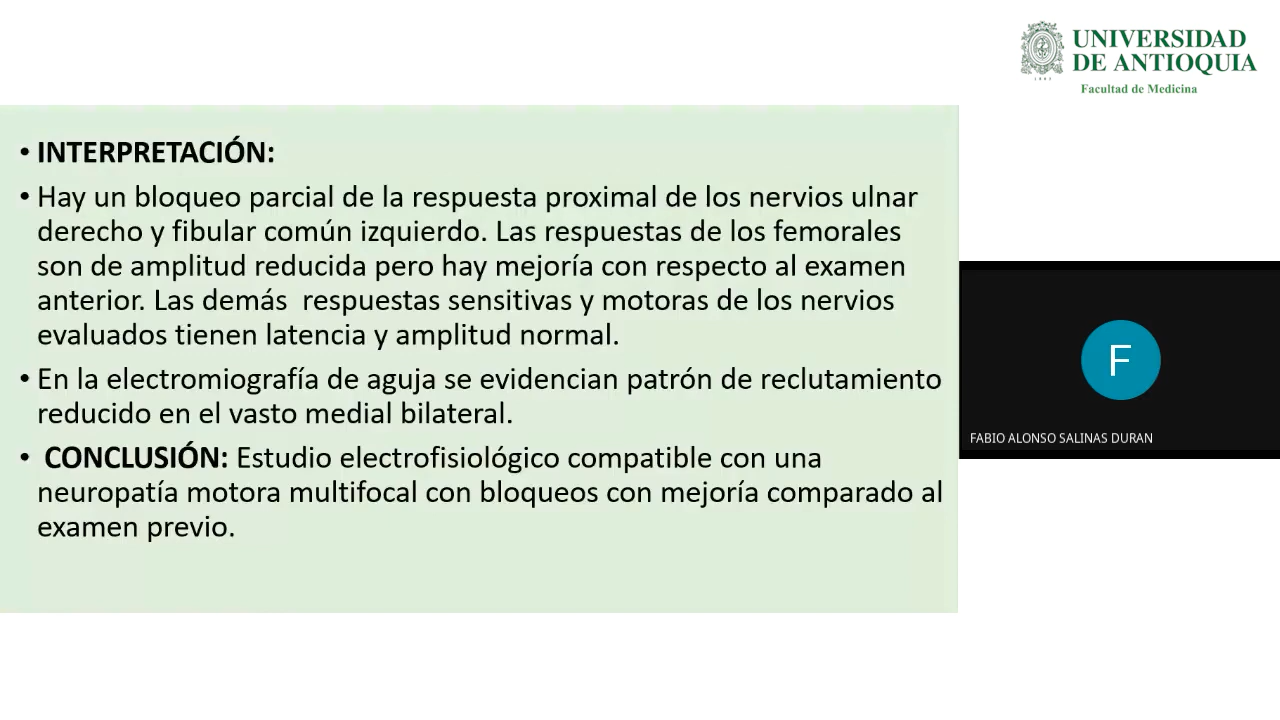 UNIVERSIDAD
DE ANTIOQUIA
1803
Facultad de Medicina
• INTERPRETACIÓN:
• Hay un bloqueo parcial de la respuesta proximal de los nervios ulnar
derecho y fibular común izquierdo. Las respuestas de los femorales
son de amplitud reducida pero hay mejoría con respecto al examen
anterior. Las demás  respuestas sensitivas y motoras de los nervios
evaluados tienen latencia y amplitud normal.
• En la electromiografía de aguja se evidencian patrón de reclutamiento
reducido en el vasto medial bilateral.
• CONCLUSIÓN: Estudio electrofisiológico compatible con una
neuropatía motora multifocal con bloqueos con mejoría comparado al
examen previo.
F
FABIO ALONSO SALINAS DURAN